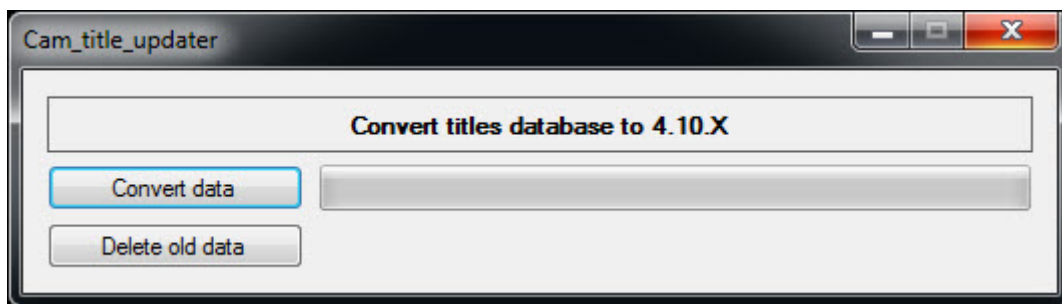 Cam_title_updater
Convert titles database to 4.10.X
Convert data
Delete old data